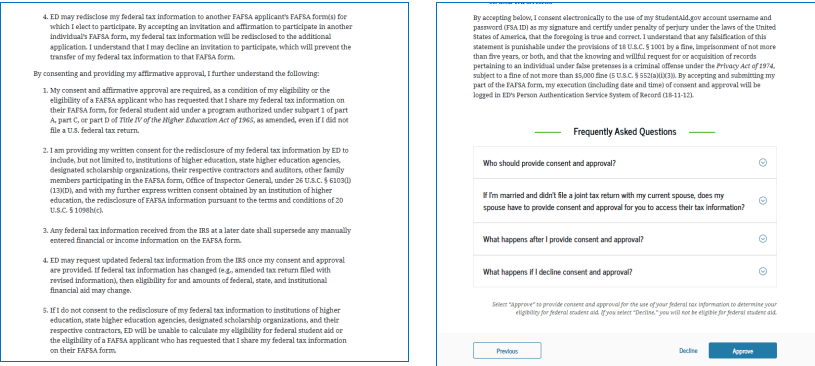 4. ED may redisclose my federal tax information to another FAFSA applicant's FAFSA form(s) for
which I elect to participate. By accepting an invitation and affirmation to participate in another
individual's FAFSA form, my federal tax information will be redisclosed to the additional
application. I understand that I may decline an invitation to participate, which will prevent the
transfer of my federal tax information to that FAFSA form.
By consenting and providing my affirmative approval, I further understand the following:
1. My consent and affirmative approval are required, as a condition of my eligibility or the
eligibility of a FAFSA applicant who has requested that I share my federal tax information on
their FAFSA form, for federal student aid under a program authorized under subpart 1 of part
A, part C, or part D of Title IV of the Higher Education Act of 1965, as amended, even if I did not
file a U.S. federal tax return.
2. I am providing my written consent for the redisclosure of my federal tax information by ED to
include, but not limited to, institutions of higher education, state higher education agencies,
designated scholarship organizations, their respective contractors and auditors, other family
members participating in the FAFSA form, Office of Inspector General, under 26 U.S.C. § 6103(l)
(13)(D), and with my further express written consent obtained by an institution of higher
education, the redisclosure of FAFSA information pursuant to the terms and conditions of 20
U.S.C. § 1098h(c).
3. Any federal tax information received from the IRS at a later date shall supersede any manually
entered financial or income information on the FAFSA form.
4. ED may request updated federal tax information from the IRS once my consent and approval
are provided. If federal tax information has changed (e.g., amended tax return filed with
revised information), then eligibility for and amounts of federal, state, and institutional
financial aid may change.
5. If I do not consent to the redisclosure of my federal tax information to institutions of higher
education, state higher education agencies, designated scholarship organizations, and their
respective contractors, ED will be unable to calculate my eligibility for federal student aid or
the eligibility of a FAFSA applicant who has requested that I share my federal tax information
on their FAFSA form.
By accepting below, I consent electronically to the use of my StudentAid.gov account username and
password (FSA ID) as my signature and certify under penalty of perjury under the laws of the United
States of America, that the foregoing is true and correct. I understand that any falsification of this
statement is punishable under the provisions of 18 U.S.C. § 1001 by a fine, imprisonment of not more
than five years, or both, and that the knowing and willful request for or acquisition of records
pertaining to an individual under false pretenses is a criminal offense under the Privacy Act of 1974,
subject to a fine of not more than $5,000 fine (5 U.S.C. § 552(a)(i)(3)). By accepting and submitting my
part of the FAFSA form, my execution (including date and time) of consent and approval will be
logged in ED's Person Authentication Service System of Record (18-11-12).
Frequently Asked Questions
Who should provide consent and approval?
If I'm married and didn't file a joint tax return with my current spouse, does my
spouse have to provide consent and approval for you to access their tax information?
What happens after I provide consent and approval?
What happens if I decline consent and approval?
Select "Approve" to provide consent and approval for the use of your federal tax information to determine your
eligibility for federal student aid. If you select "Decline," you will not be eligible for federal student aid.
Previous
Decline
Approve